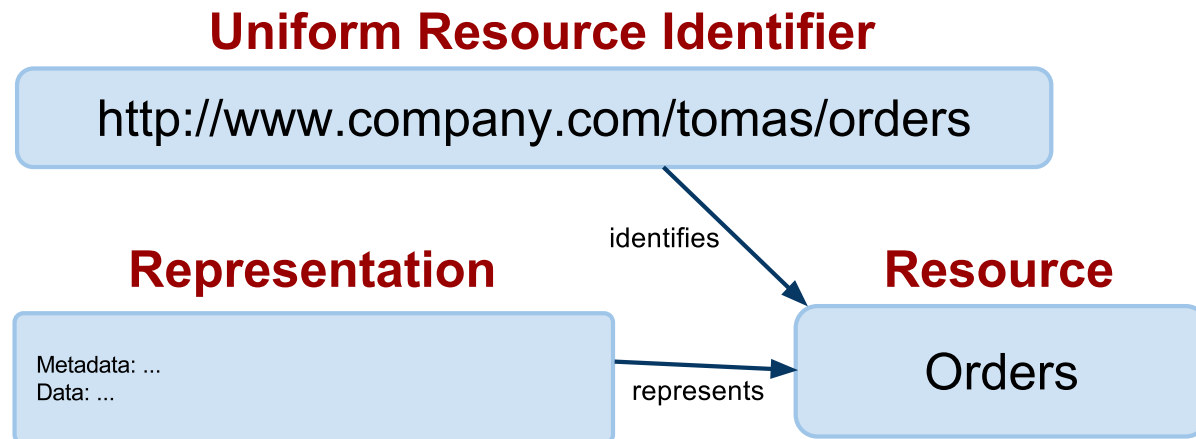 Uniform Resource Identifier
http://www.company.com/tomas/orders
identifies
Representation
Resource
Metadata: ...
Data: ...
represents
Orders